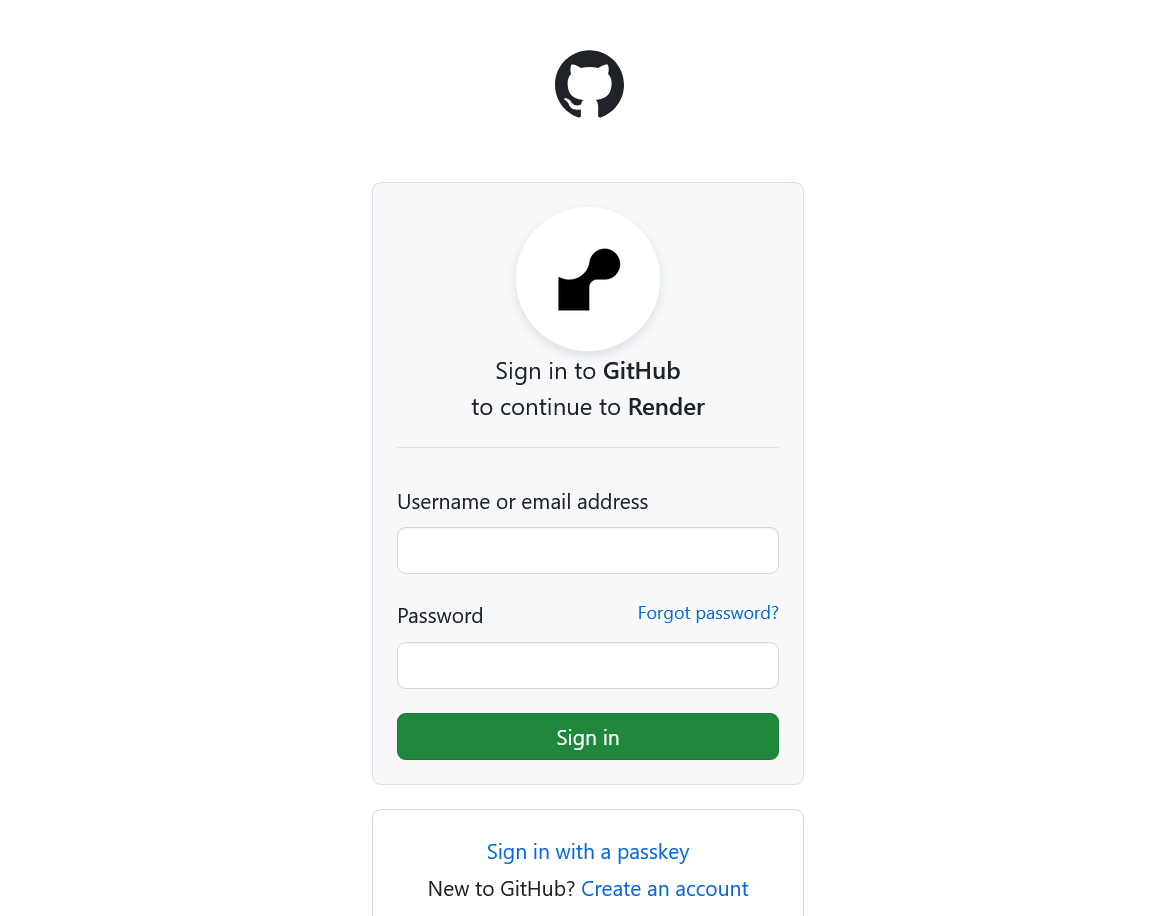 Sign in to GitHub
to continue to Render
Username or email address
Password
Forgot password?
Sign in
Sign in with a passkey
New to GitHub? Create an account